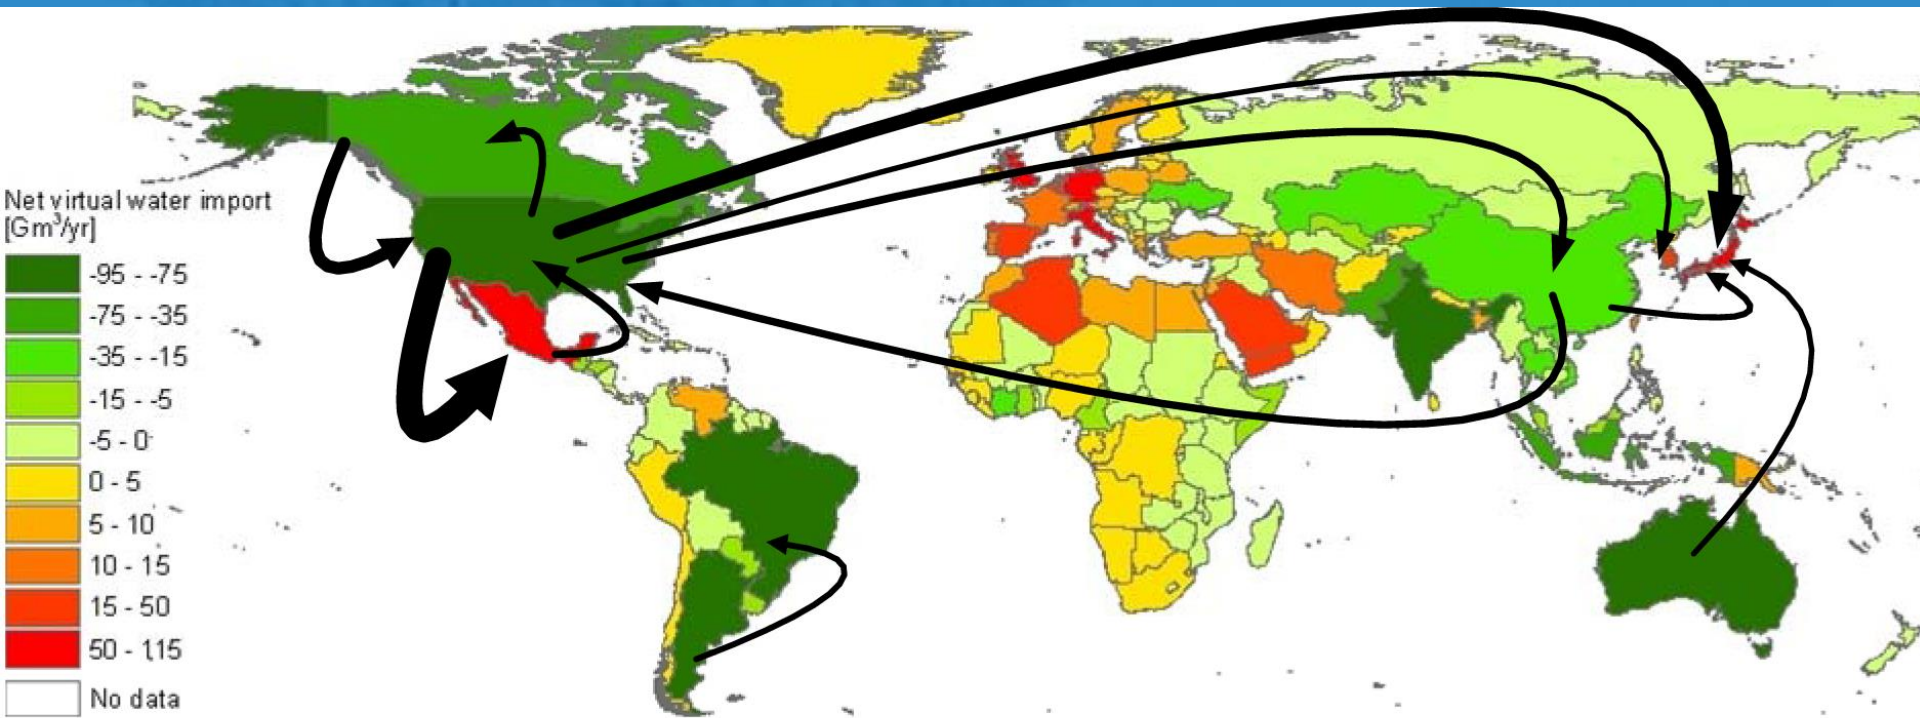 Net virtual water import
[Gm³/yr]
-95 - -75
-75 - -35
-35 - -15
-15 - -5
-5 - 0
0 - 5
5 - 10
10 - 15
15 - 50
50 - 115
No data